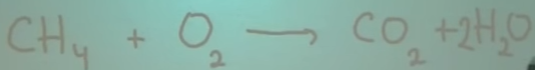 CH₄ + O₂ → CO₂ + 2H₂O